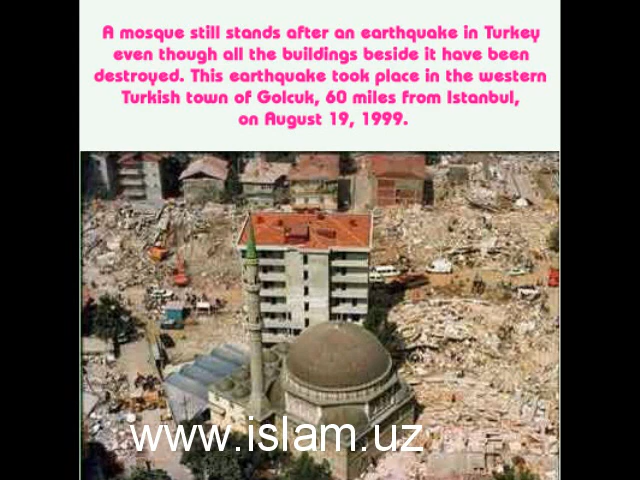 A mosque still stands after an earthquake in Turkey
even though all the buildings beside it have been
destroyed. This earthquake took place in the western
Turkish town of Golcuk, 60 miles from Istanbul,
on August 19, 1999.
www.islam.uz